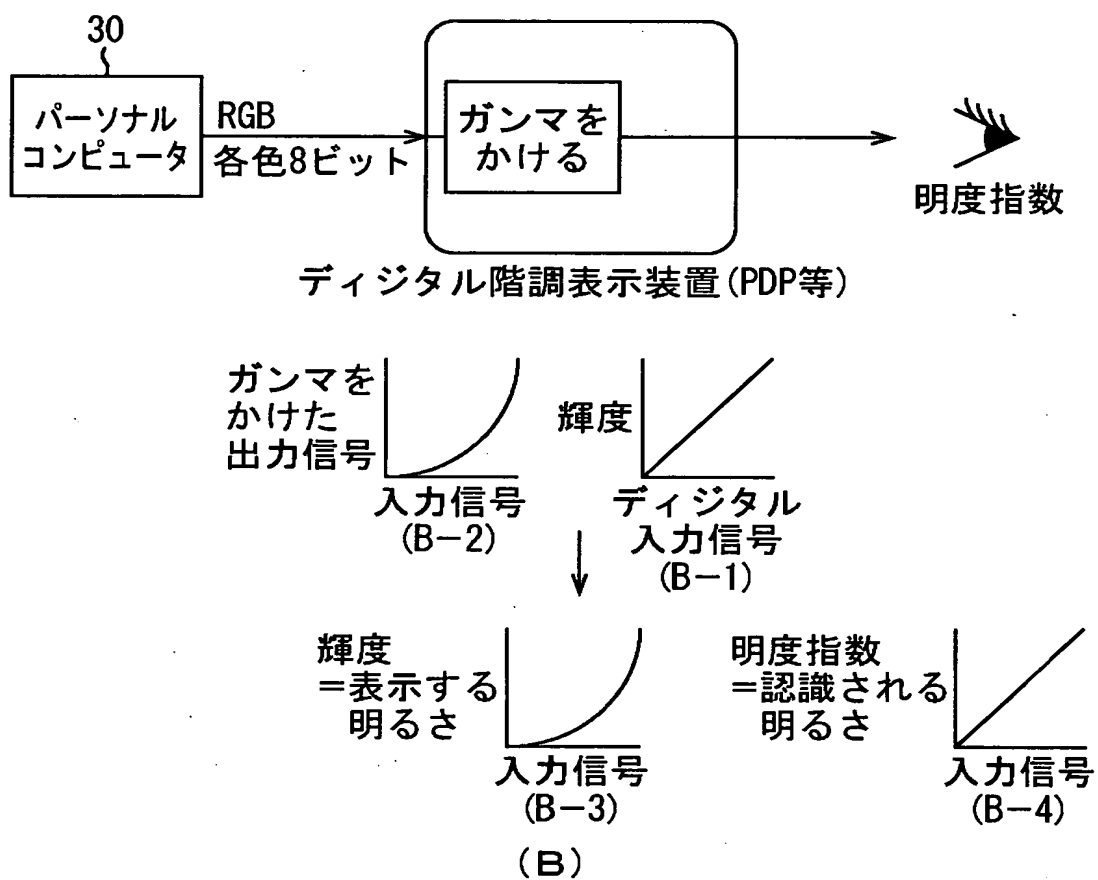 30
パーソナル
コンピュータ
RGB
各色8ビット
ガンマを
かける
明度指数
ディジタル階調表示装置(PDP等)
ガンマを
かけた
出力信号
入力信号
(B-2)
輝度
ディジタル
入力信号
(B-1)
輝度
=表示する
明るさ
入力信号
(B-3)
明度指数
=認識される
明るさ
入力信号
(B-4)
(B)